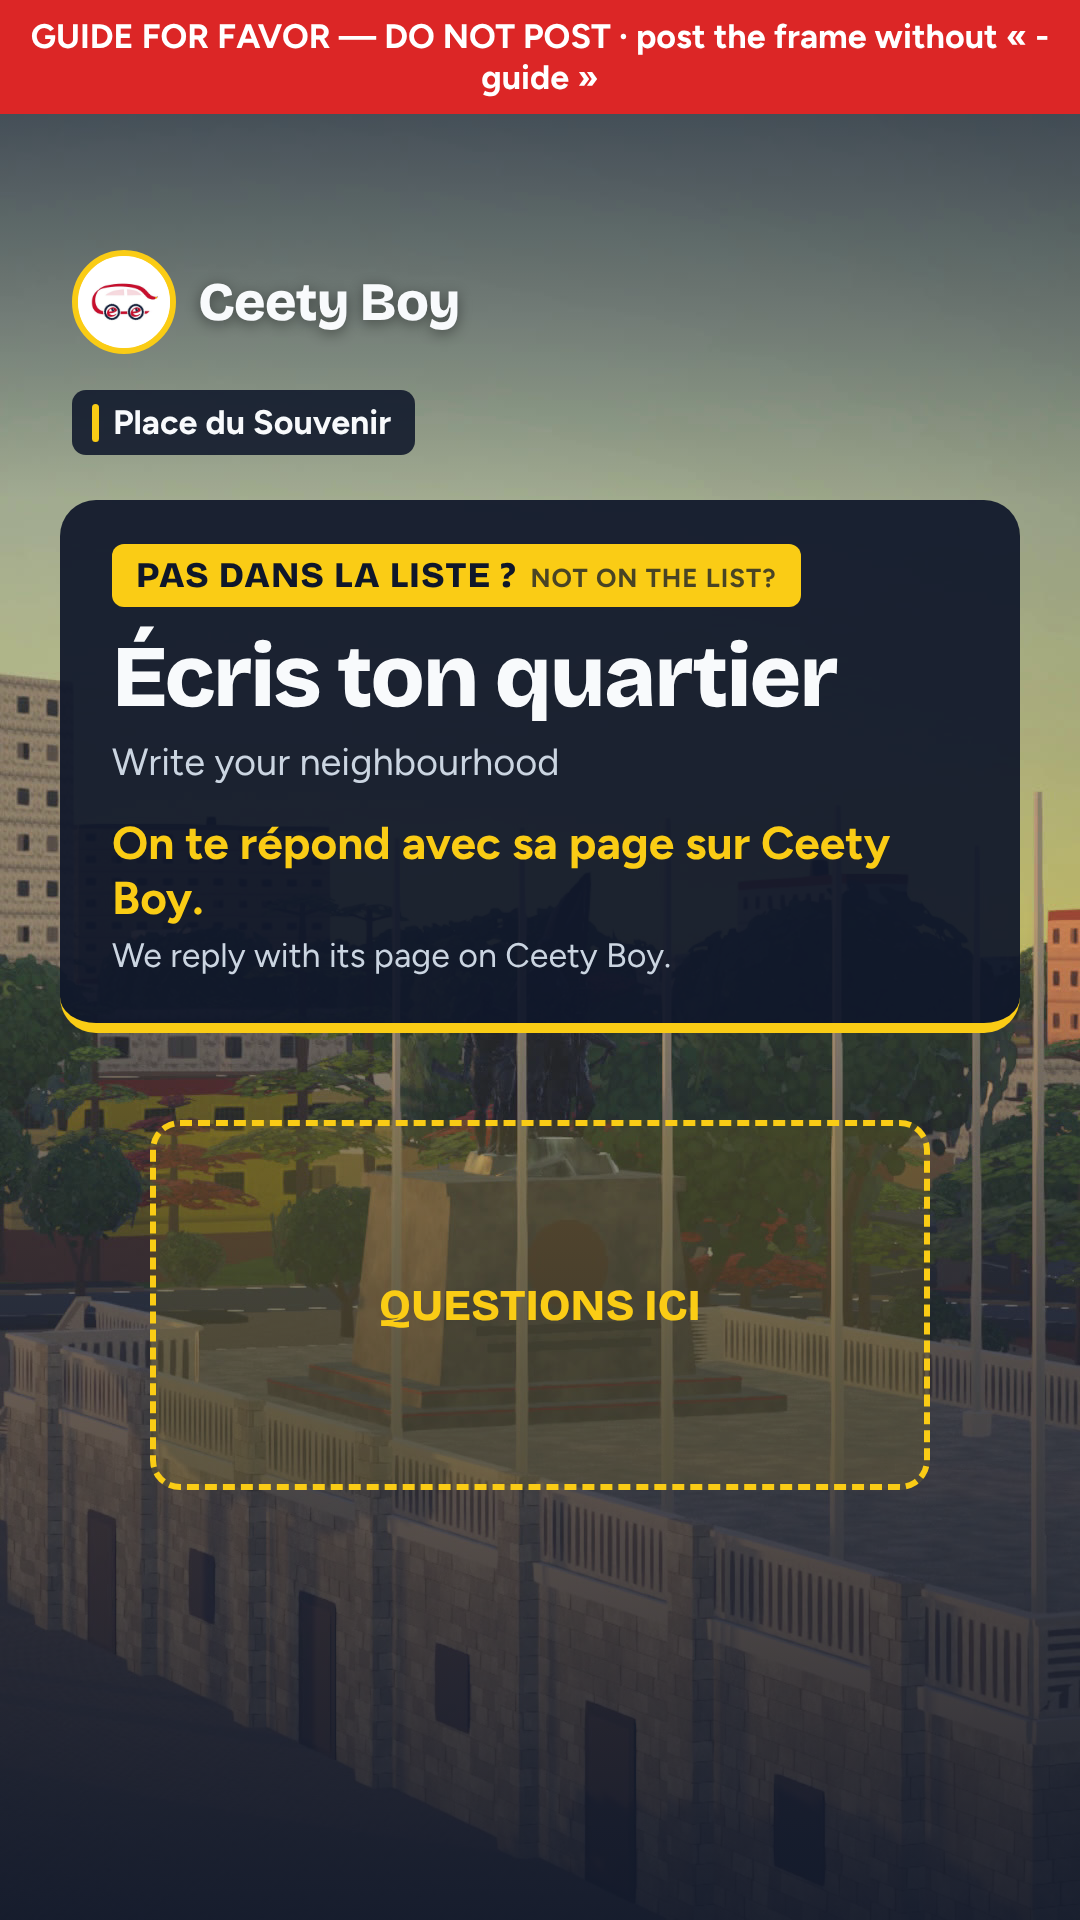 GUIDE FOR FAVOR — DO NOT POST · post the frame without « -
guide »
Ceety Boy
Place du Souvenir
PAS DANS LA LISTE ? NOT ON THE LIST?
Écris ton quartier
Write your neighbourhood
On te répond avec sa page sur Ceety
Boy.
We reply with its page on Ceety Boy.
QUESTIONS ICI